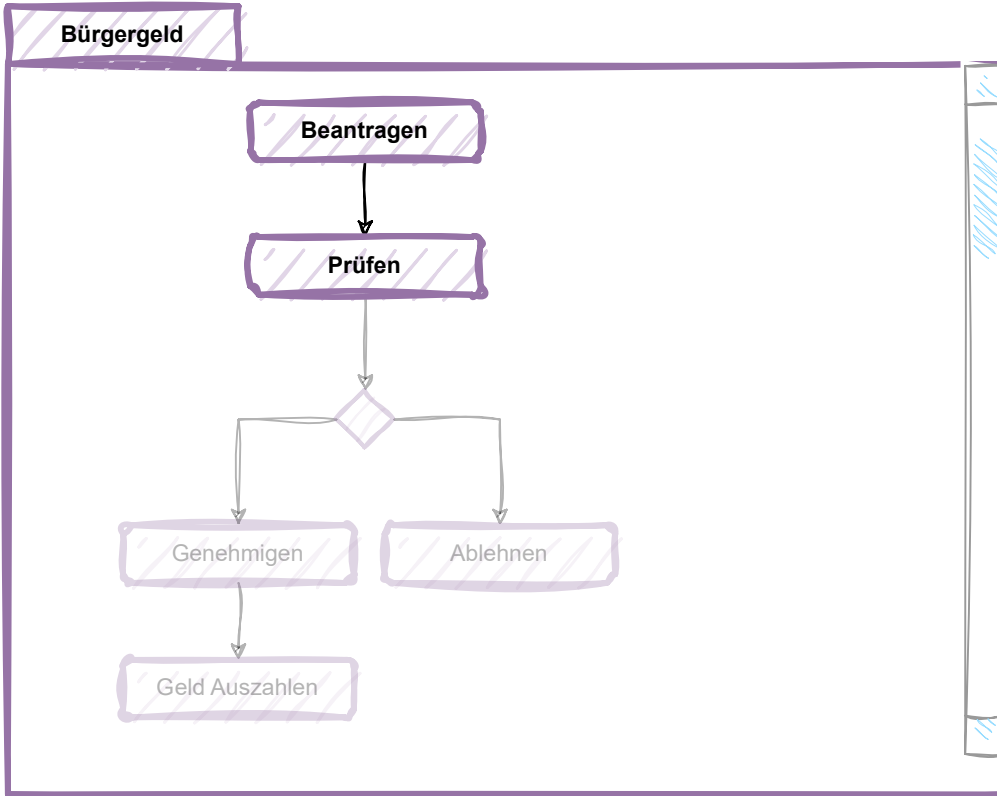 Bürgergeld
Beantragen
Prüfen
Genehmigen
Ablehnen
Geld Auszahlen